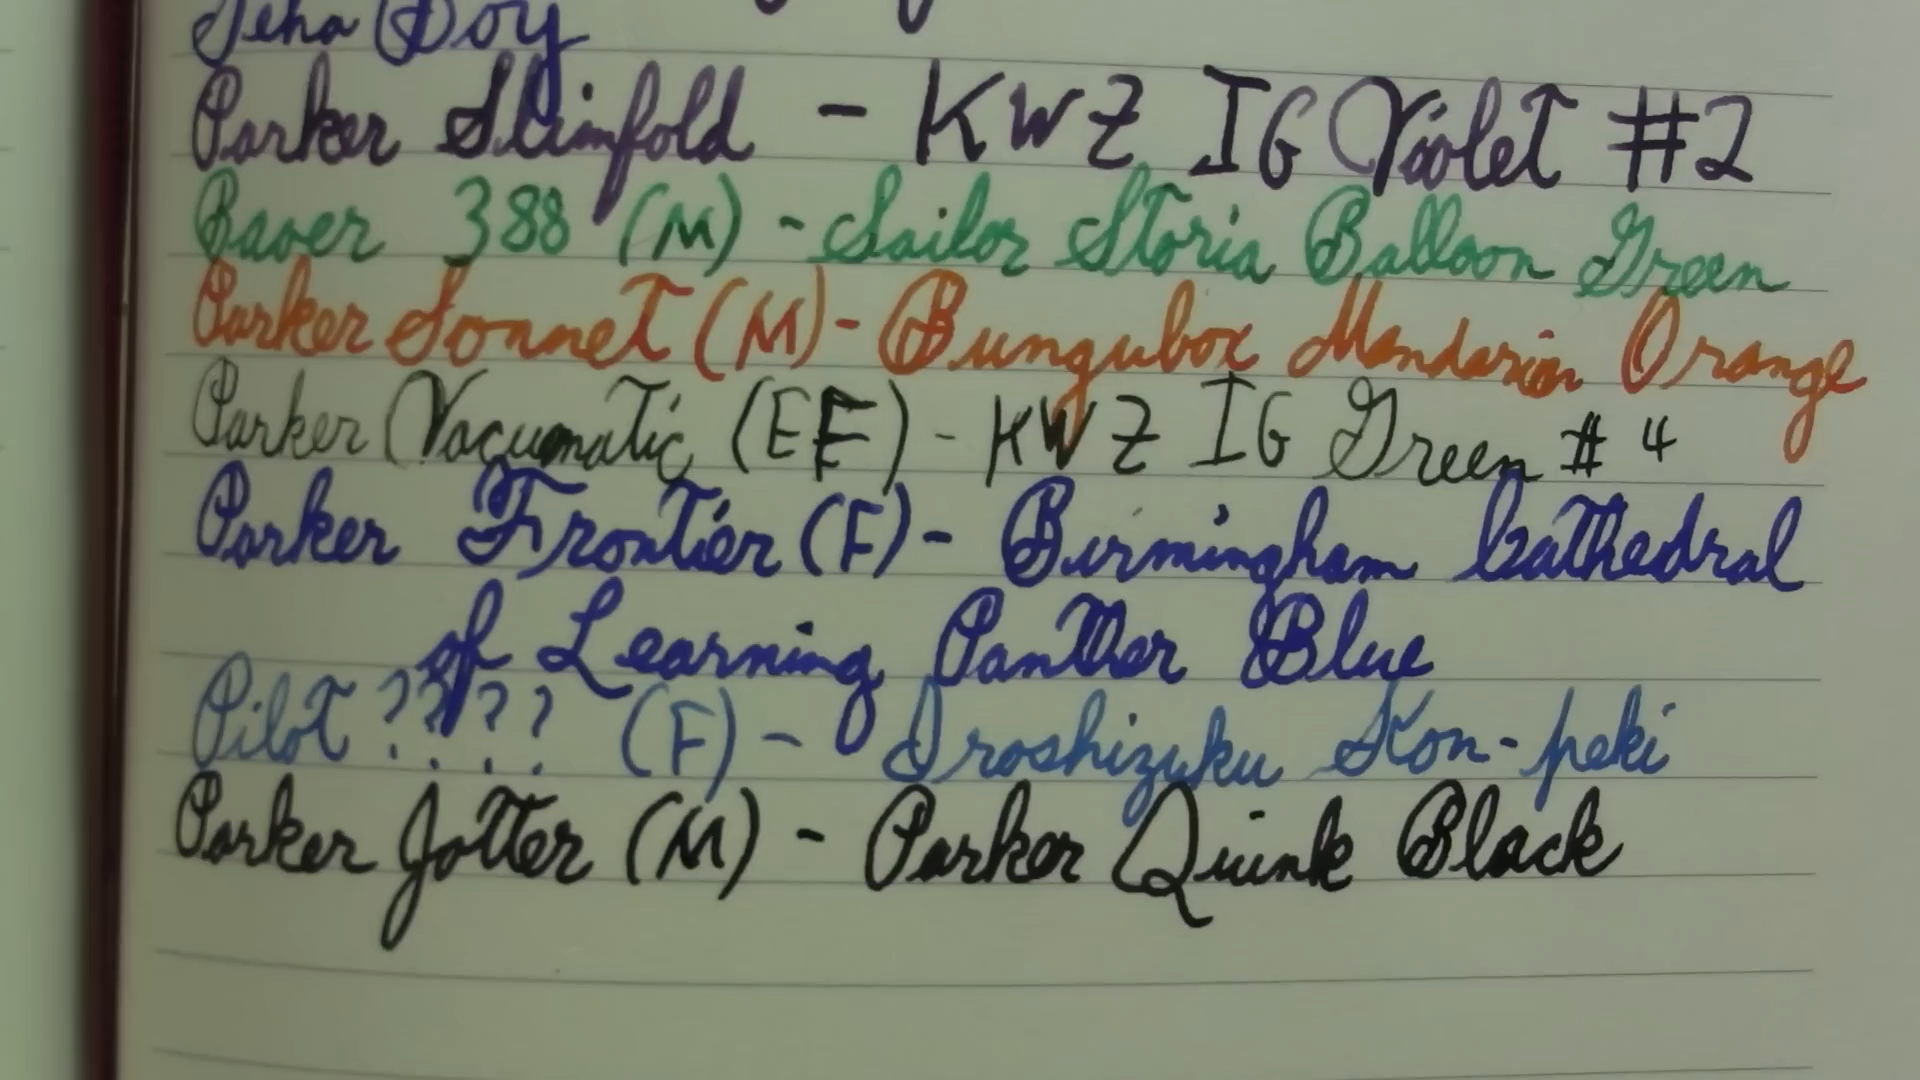 Parker Slimfold - KWZ IG Violet #2
Baoer 388 (M) - Sailor Storia Balloon Green
Parker Sonnet (M) - Bungubox Mandarin Orange
Parker Vacumatic (EF) - KWZ IG Green #4
Parker Frontier (F) - Birmingham Cathedral
of Learning Panther Blue
Pilot ???? (F) - Iroshizuku Kon-peki
Parker Jotter (M) - Parker Quink Black